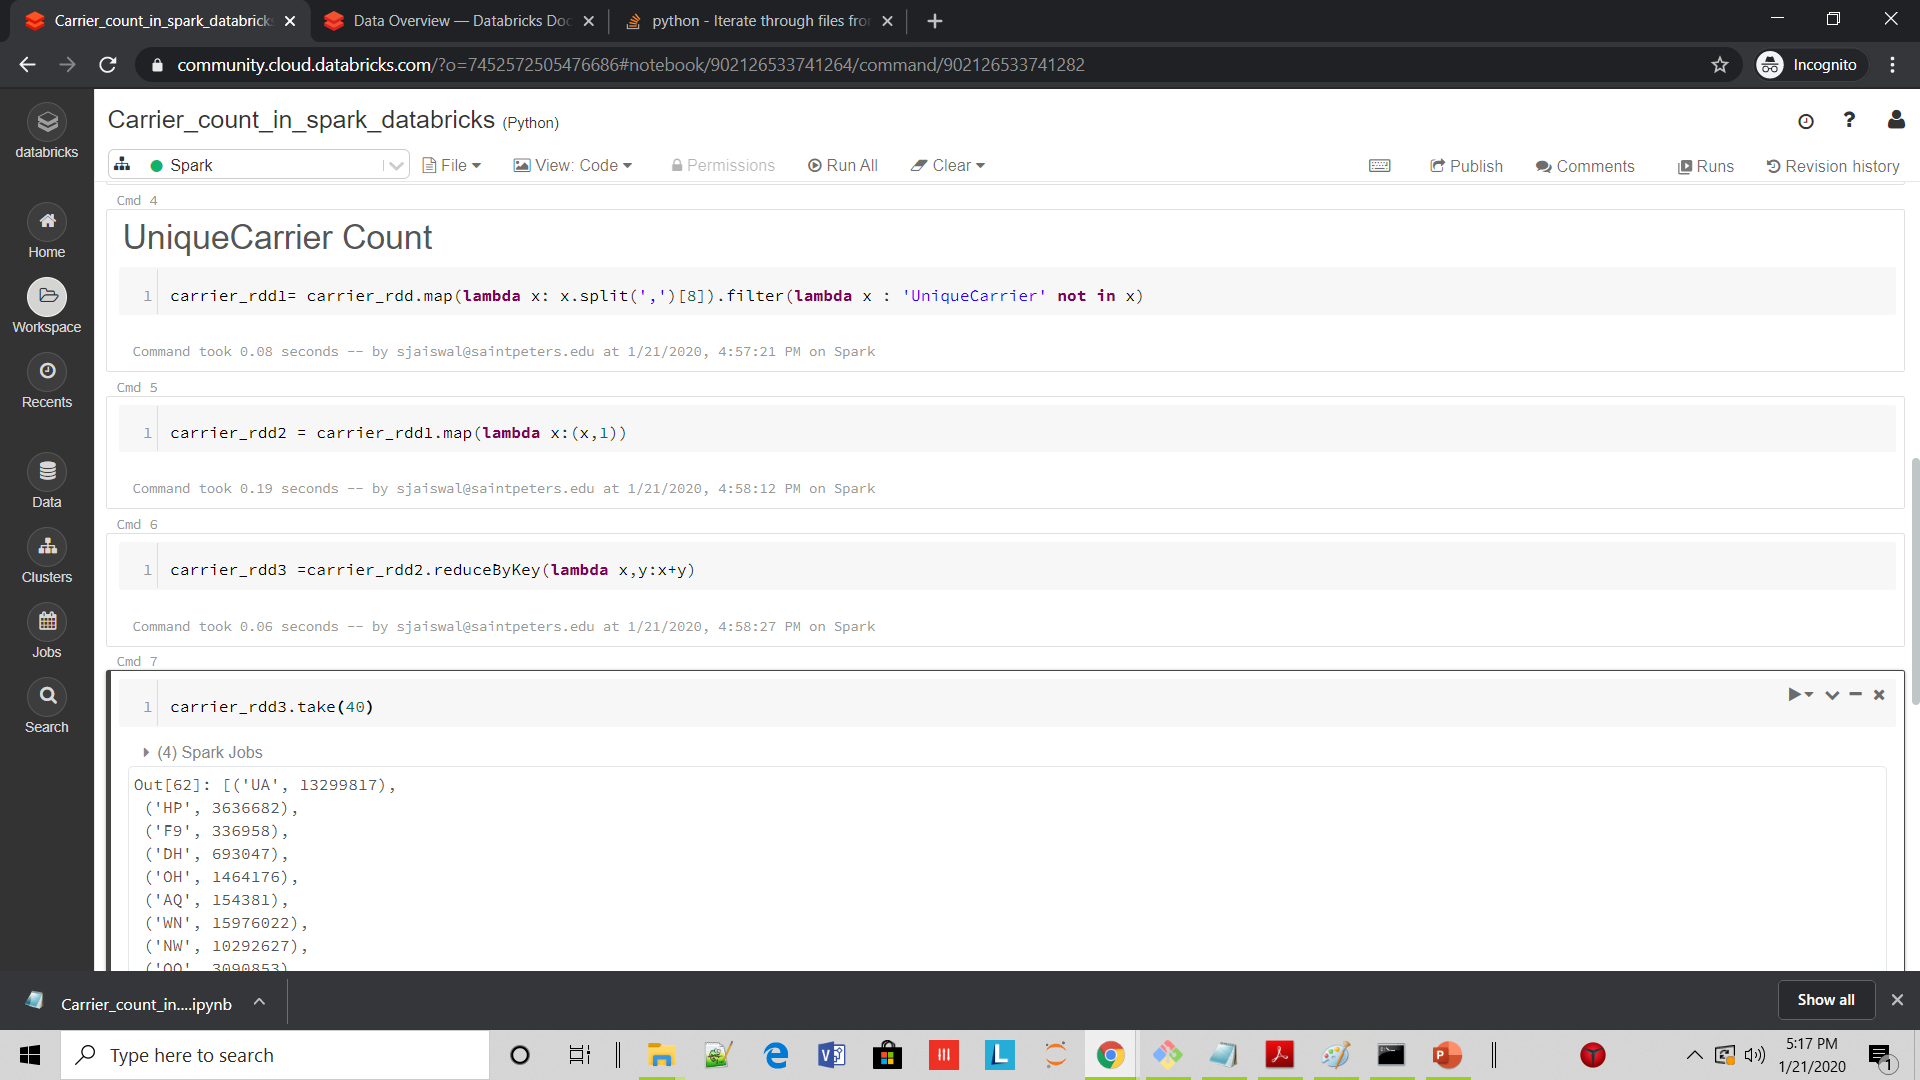 Carrier_count_in_spark_databricks
Data Overview — Databricks Doc
python - Iterate through files fro
community.cloud.databricks.com/?o=7452572505476686#notebook/902126533741264/command/902126533741282
Incognito
databricks
Home
Workspace
Recents
Data
Clusters
Jobs
Search
Carrier_count_in_spark_databricks (Python)
Spark File View: Code Permissions Run All Clear Publish Comments Runs Revision history
Cmd 4
UniqueCarrier Count
1 carrier_rdd1= carrier_rdd.map(lambda x: x.split(',')[8]).filter(lambda x : 'UniqueCarrier' not in x)
Command took 0.08 seconds -- by sjaiswal@saintpeters.edu at 1/21/2020, 4:57:21 PM on Spark
Cmd 5
1 carrier_rdd2 = carrier_rdd1.map(lambda x:(x,1))
Command took 0.19 seconds -- by sjaiswal@saintpeters.edu at 1/21/2020, 4:58:12 PM on Spark
Cmd 6
1 carrier_rdd3 =carrier_rdd2.reduceByKey(lambda x,y:x+y)
Command took 0.06 seconds -- by sjaiswal@saintpeters.edu at 1/21/2020, 4:58:27 PM on Spark
Cmd 7
1 carrier_rdd3.take(40)
(4) Spark Jobs
Out[62]: [('UA', 13299817),
('HP', 3636682),
('F9', 336958),
('DH', 693047),
('OH', 1464176),
('AQ', 154381),
('WN', 15976022),
('NW', 10292627),
('OO', 3090853)
Carrier_count_in....ipynb
Show all
Type here to search
5:17 PM
1/21/2020
1